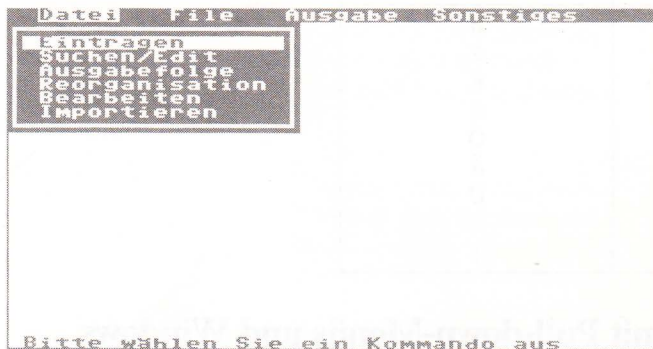 Datei File Ausgabe Sonstiges
Eintragen
Suchen/Edit
Ausgabefolge
Reorganisation
Bearbeiten
Importieren
Bitte wählen Sie ein Kommando aus